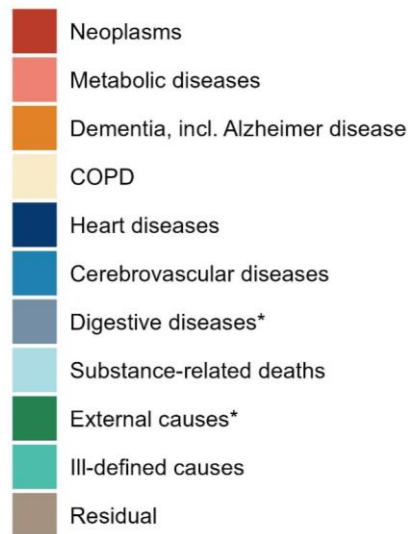 Neoplasms
Metabolic diseases
Dementia, incl. Alzheimer disease
COPD
Heart diseases
Cerebrovascular diseases
Digestive diseases*
Substance-related deaths
External causes*
Ill-defined causes
Residual